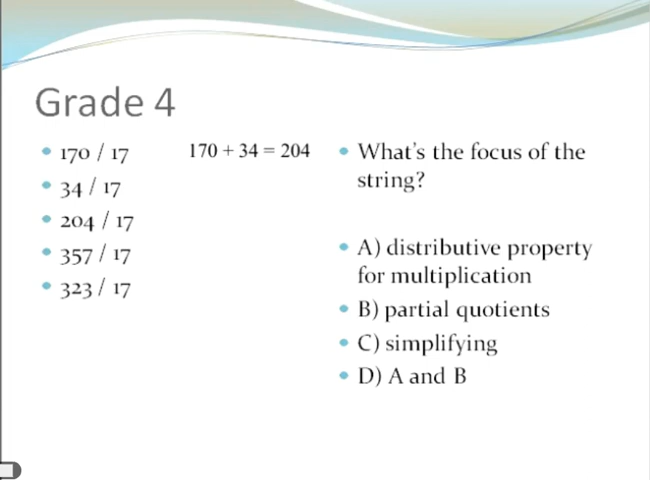 Grade 4
• 170 / 17
• 34 / 17
• 204 / 17
• 357 / 17
• 323 / 17
170 + 34 = 204
• What's the focus of the
string?
• A) distributive property
for multiplication
• B) partial quotients
• C) simplifying
• D) A and B